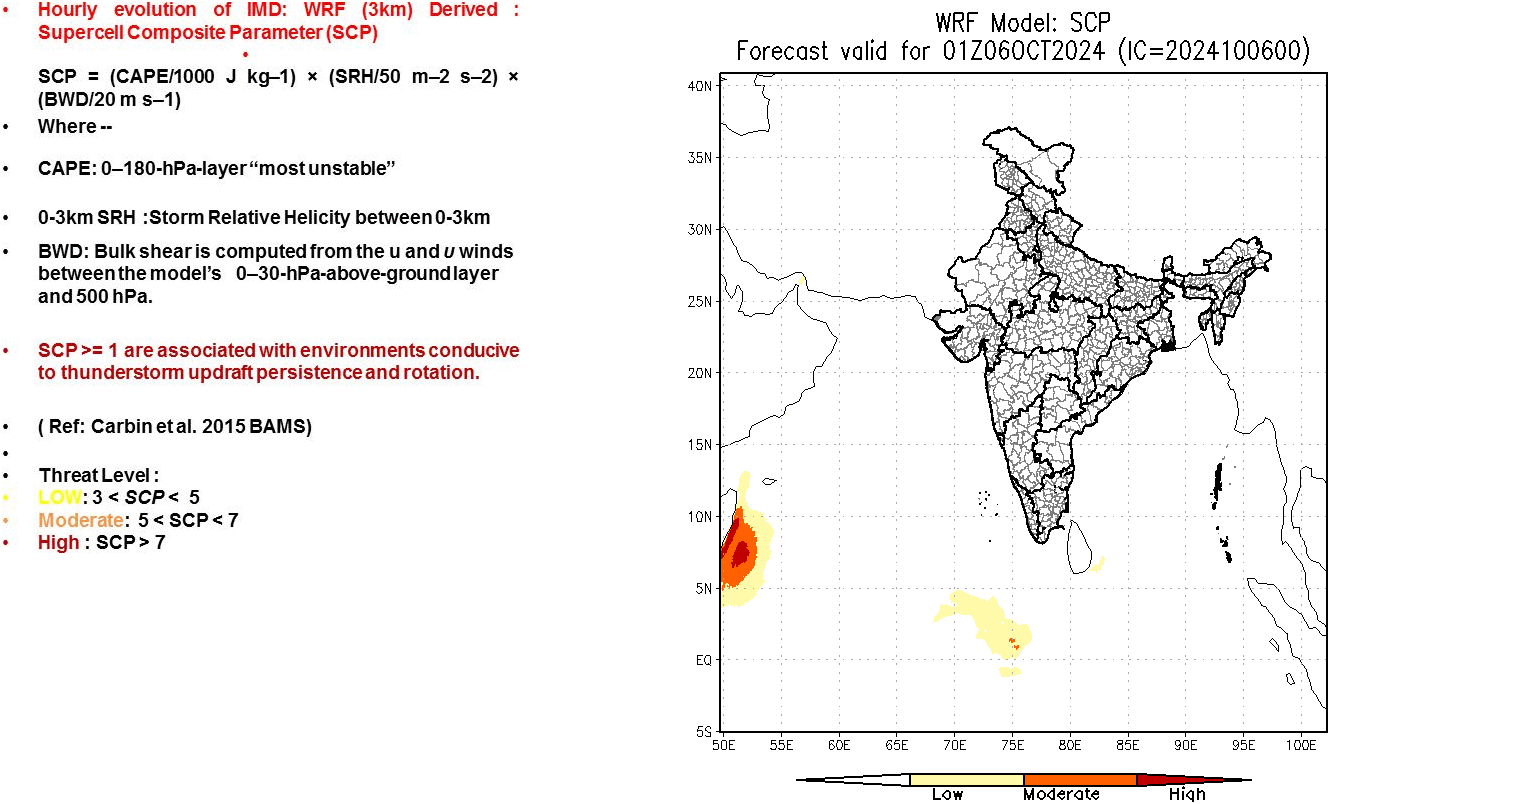 • Hourly evolution of IMD: WRF (3km) Derived :
Supercell Composite Parameter (SCP)
•
SCP = (CAPE/1000 J kg–1) × (SRH/50 m–2 s–2) ×
(BWD/20 m s–1)
• Where --
• CAPE: 0–180-hPa-layer “most unstable”
• 0-3km SRH :Storm Relative Helicity between 0-3km
• BWD: Bulk shear is computed from the u and υ winds
between the model’s 0–30-hPa-above-ground layer
and 500 hPa.
• SCP >= 1 are associated with environments conducive
to thunderstorm updraft persistence and rotation.
• ( Ref: Carbin et al. 2015 BAMS)
•
• Threat Level :
• LOW: 3 < SCP < 5
• Moderate: 5 < SCP < 7
• High : SCP > 7
WRF Model: SCP
Forecast valid for 01Z06OCT2024 (IC=2024100600)
40N
35N
30N
25N
20N
15N
10N
5N
EQ
5S
50E 55E 60E 65E 70E 75E 80E 85E 90E 95E 100E
Low Moderate High